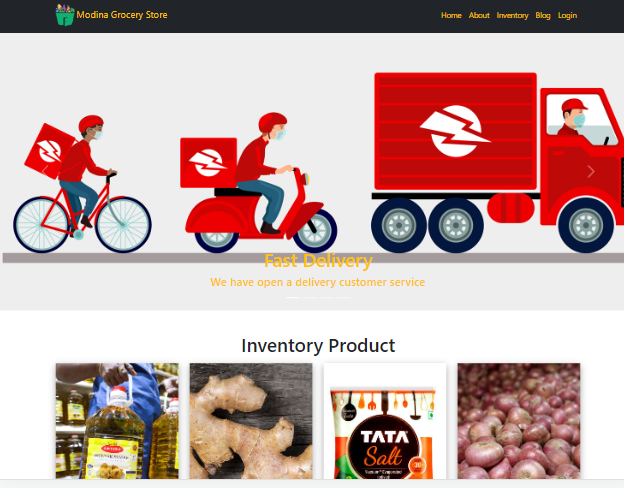 Modina Grocery Store
Home About Inventory Blog Login
Fast Delivery
We have open a delivery customer service
Inventory Product
TATA
Salt